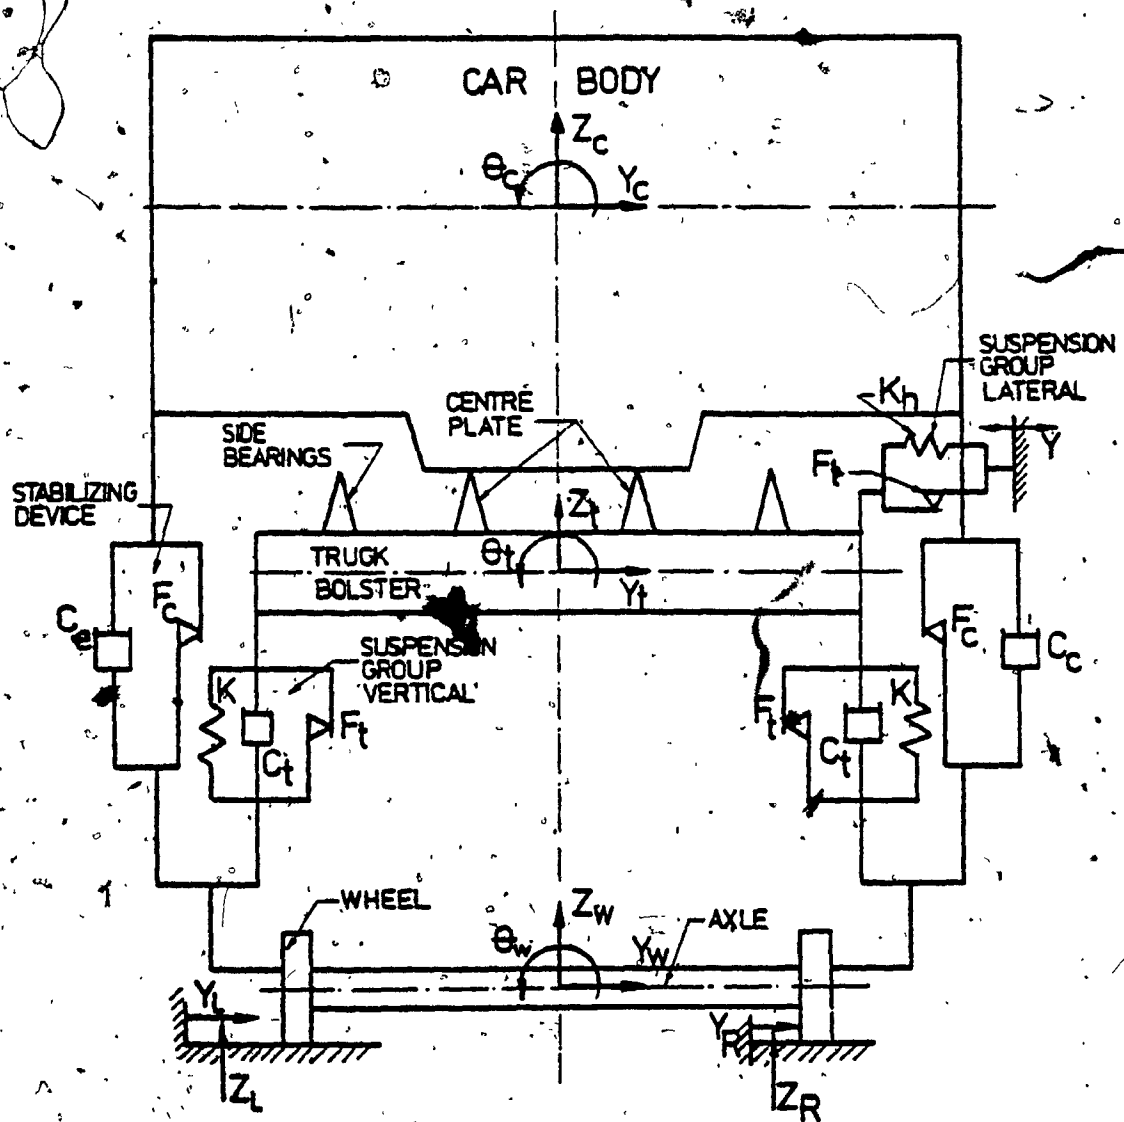 CAR BODY
Zc
θc
Yc
SUSPENSION
GROUP
LATERAL
Kh
CENTRE
PLATE
SIDE
BEARINGS
Y
Ft
STABILIZING
DEVICE
Zt
θt
TRUCK
BOLSTER
Yt
Fc
Ce
Fc
Cc
SUSPENSION
GROUP
VERTICAL
K
Ft
Ct
K
Ft
Ct
WHEEL
ZW
AXLE
θw
YW
YL
YR
ZL
ZR